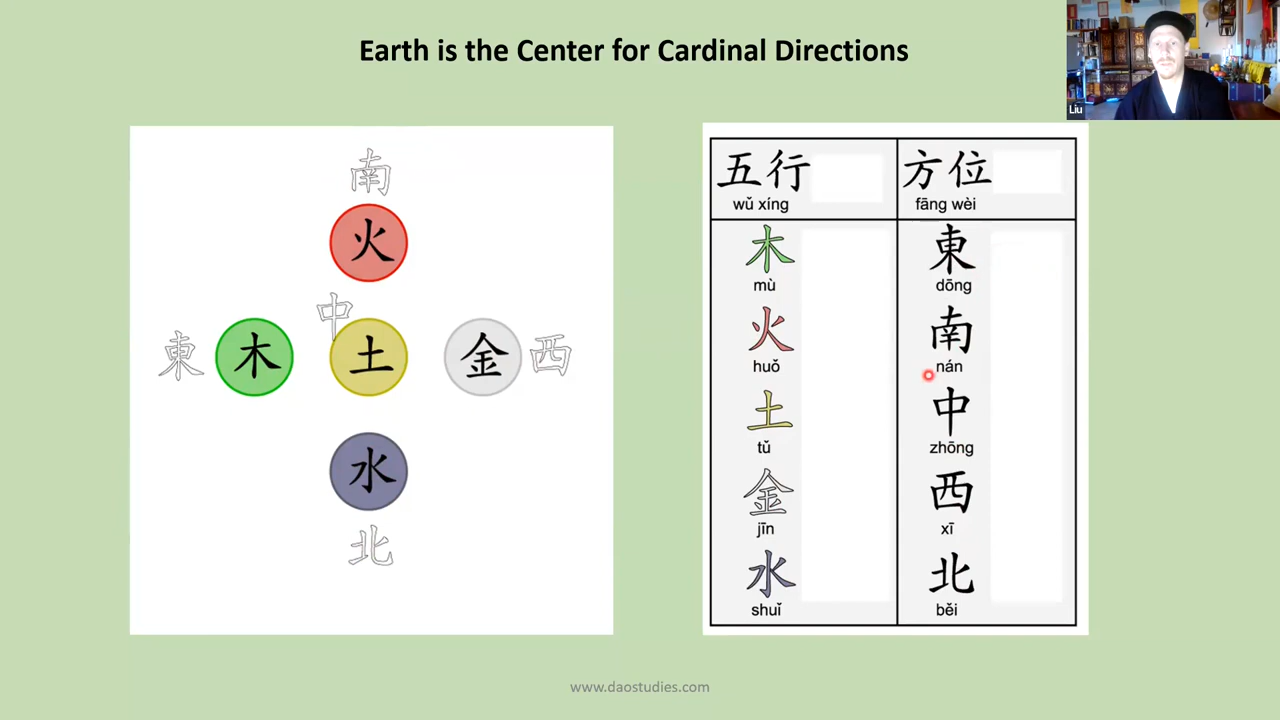 Earth is the Center for Cardinal Directions
Liu
南
火
中
東 木 土 金 西
水
北
五行 方位
wǔ xíng fāng wèi
木 東
mù dōng
火 南
huǒ nán
土 中
tǔ zhōng
金 西
jīn xī
水 北
shuǐ běi
www.daostudies.com